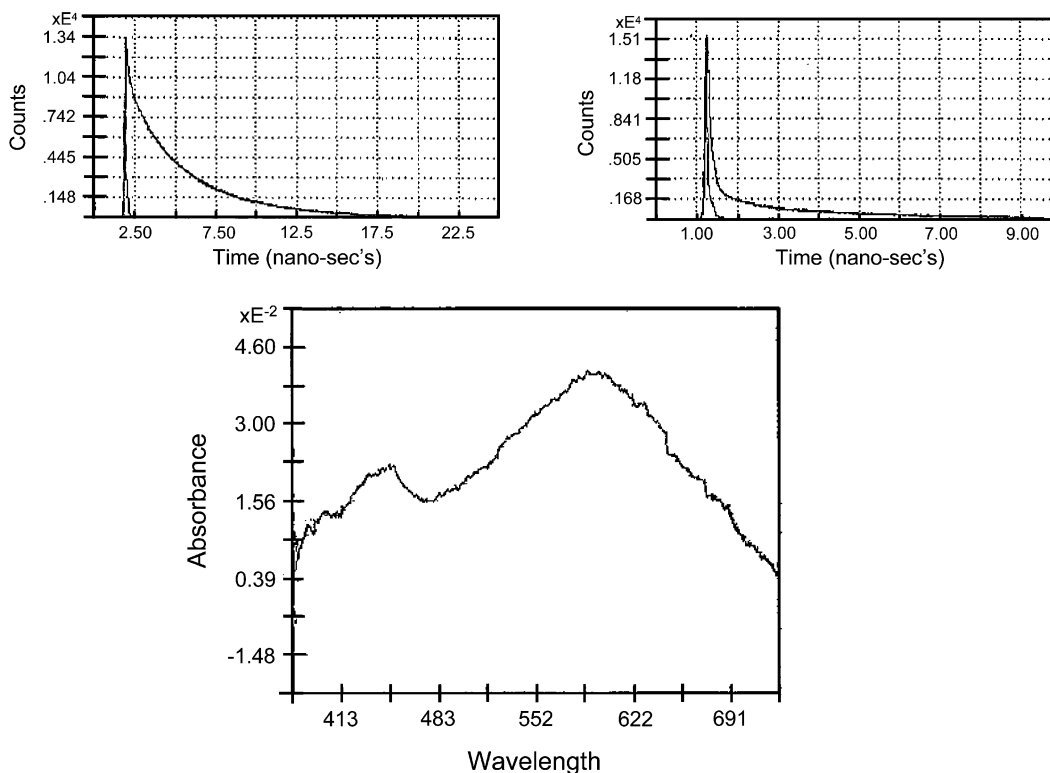 xE⁴
1.34
1.04
.742
.445
.148
Counts
2.50 7.50 12.5 17.5 22.5
Time (nano-sec's)
xE⁴
1.51
1.18
.841
.505
.168
Counts
1.00 3.00 5.00 7.00 9.00
Time (nano-sec's)
xE⁻²
4.60
3.00
1.56
0.39
-1.48
Absorbance
413 483 552 622 691
Wavelength